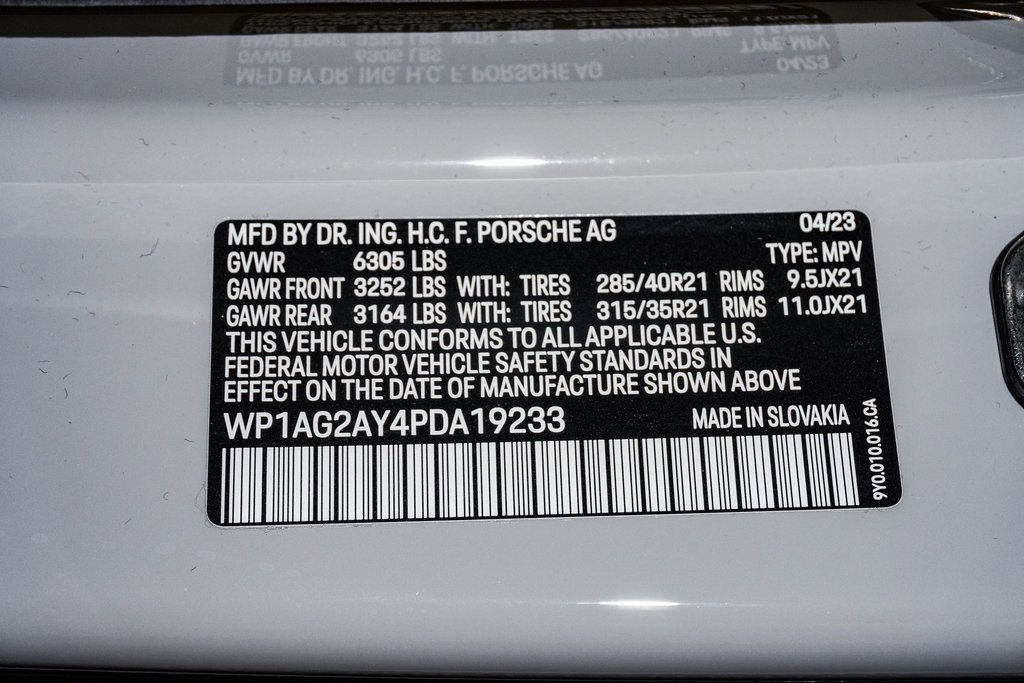 MFD BY DR. ING. H.C. F. PORSCHE AG 04/23
GVWR 6305 LBS TYPE: MPV
GAWR FRONT 3252 LBS WITH: TIRES 285/40R21 RIMS 9.5JX21
GAWR REAR 3164 LBS WITH: TIRES 315/35R21 RIMS 11.0JX21
THIS VEHICLE CONFORMS TO ALL APPLICABLE U.S.
FEDERAL MOTOR VEHICLE SAFETY STANDARDS IN
EFFECT ON THE DATE OF MANUFACTURE SHOWN ABOVE
WP1AG2AY4PDA19233 MADE IN SLOVAKIA
9Y0.010.016.CA